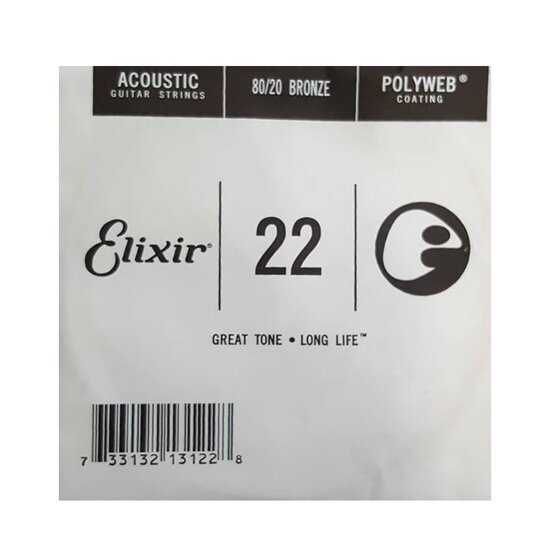 ACOUSTIC
GUITAR STRINGS
80/20 BRONZE
POLYWEB®
COATING
Elixir®
22
GREAT TONE • LONG LIFE™
7 33132 13122 8